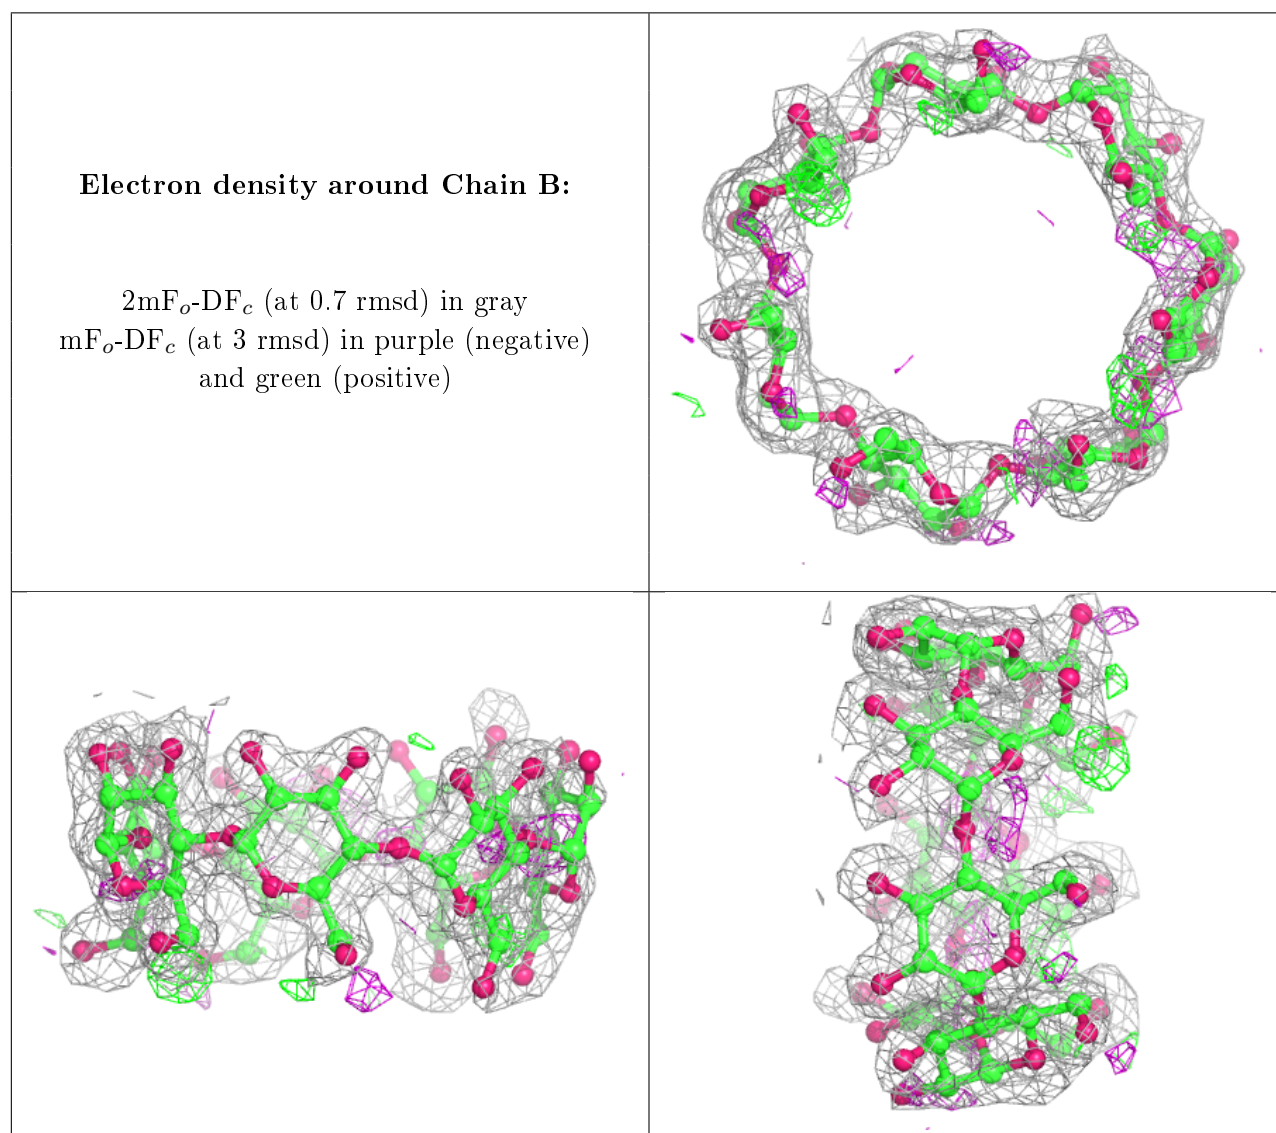 Electron density around Chain B:
2mFₒ-DF𝒸 (at 0.7 rmsd) in gray
mFₒ-DF𝒸 (at 3 rmsd) in purple (negative)
and green (positive)